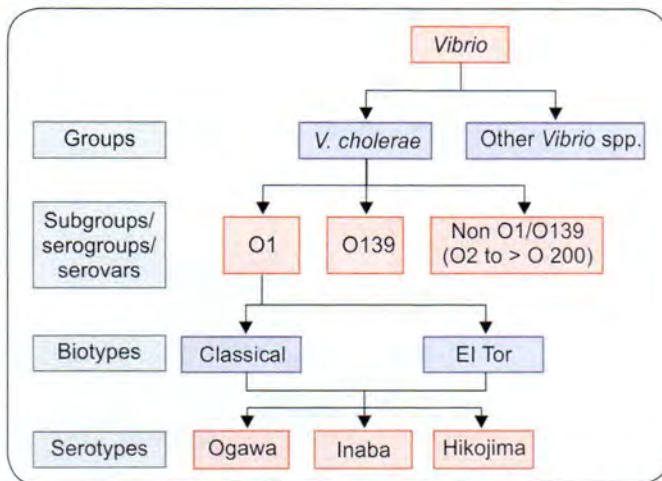 Vibrio
Groups
V. cholerae
Other Vibrio spp.
Subgroups/
serogroups/
serovars
O1
O139
Non O1/O139
(O2 to > O 200)
Biotypes
Classical
El Tor
Serotypes
Ogawa
Inaba
Hikojima